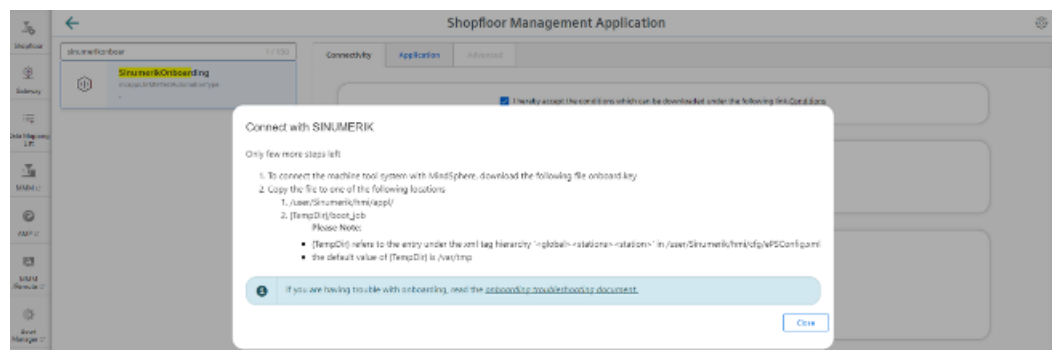 Shopfloor Management Application
Shopfloor
sinumerikonboar
1 / 150
Connectivity
Application
Advanced
SinumerikOnboarding
Gateway
I hereby accept the conditions which can be downloaded under the following link Conditions
Connect with SINUMERIK
Only few more steps left
1. To connect the machine tool system with MindSphere, download the following file onboard.key
2. Copy the file to one of the following locations
1. /user/Sinumerik/hmi/appl/
2. {TempDir}/boot_job
Please Note:
▪ {TempDir} refers to the entry under the xml tag hierarchy '<global><stations><station>' in /user/Sinumerik/hmi/cfg/ePSConfig.xml
▪ the default value of {TempDir} is /var/tmp
If you are having trouble with onboarding, read the onboarding troubleshooting document.
Close
Data Mapping
MMM
AMP
MMM
/Remote
Manager